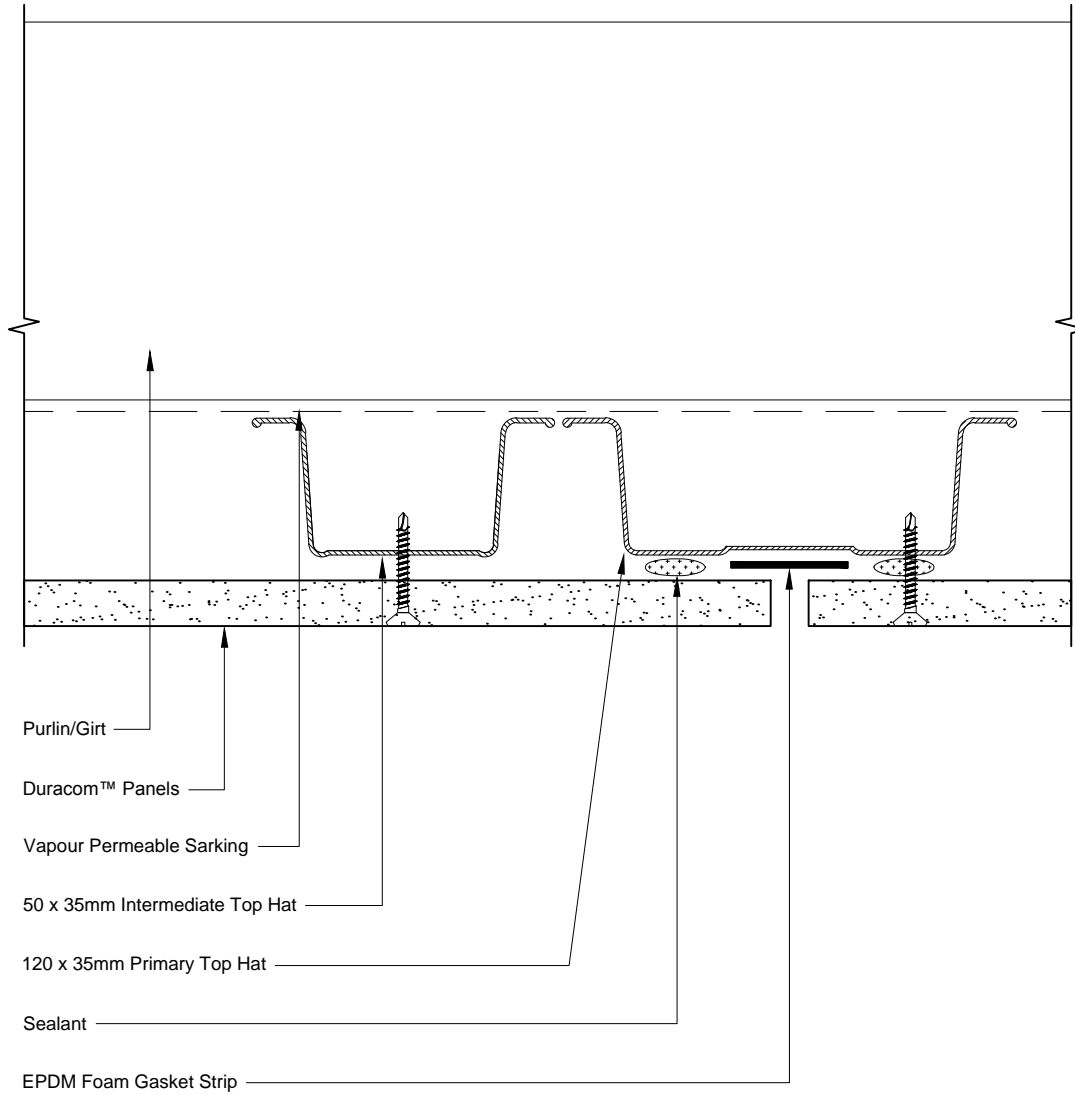 Purlin/Girt
Duracom™ Panels
Vapour Permeable Sarking
50 x 35mm Intermediate Top Hat
120 x 35mm Primary Top Hat
Sealant
EPDM Foam Gasket Strip